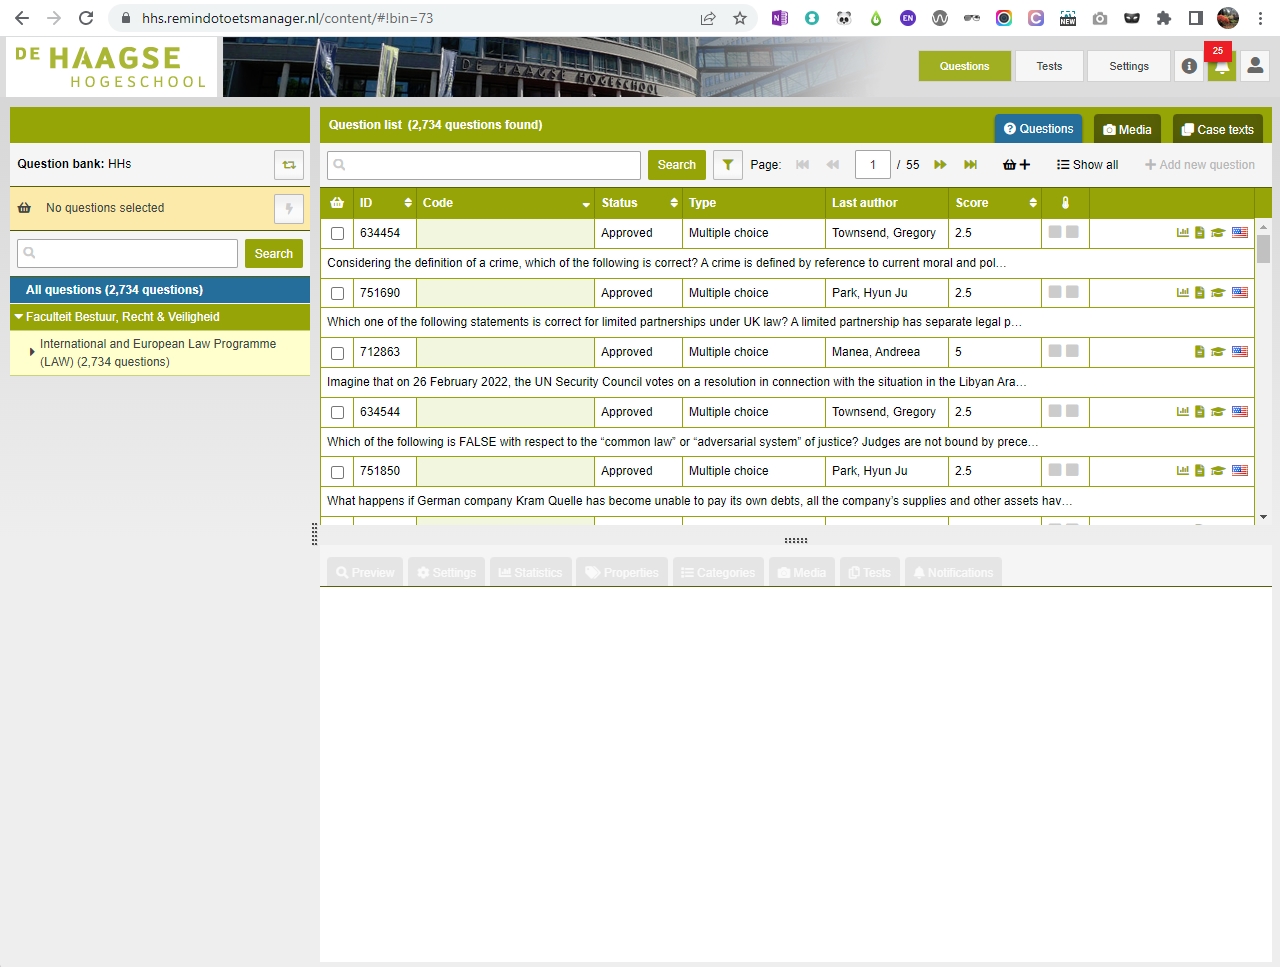 hhs.remindotoetsmanager.nl/content/#!bin=73
DE HAAGSE
HOGESCHOOL
DE HAAGSE HOGESCHOOL
Questions
Tests
Settings
25
Question list (2,734 questions found)
Questions
Media
Case texts
Question bank: HHs
Search
Page:
1 / 55
Show all
Add new question
No questions selected
Search
All questions (2,734 questions)
Faculteit Bestuur, Recht & Veiligheid
International and European Law Programme
(LAW) (2,734 questions)
ID Code Status Type Last author Score
634454 Approved Multiple choice Townsend, Gregory 2.5
Considering the definition of a crime, which of the following is correct? A crime is defined by reference to current moral and pol…
751690 Approved Multiple choice Park, Hyun Ju 2.5
Which one of the following statements is correct for limited partnerships under UK law? A limited partnership has separate legal p…
712863 Approved Multiple choice Manea, Andreea 5
Imagine that on 26 February 2022, the UN Security Council votes on a resolution in connection with the situation in the Libyan Ara…
634544 Approved Multiple choice Townsend, Gregory 2.5
Which of the following is FALSE with respect to the “common law” or “adversarial system” of justice? Judges are not bound by prece…
751850 Approved Multiple choice Park, Hyun Ju 2.5
What happens if German company Kram Quelle has become unable to pay its own debts, all the company’s supplies and other assets hav…
Preview
Settings
Statistics
Properties
Categories
Media
Tests
Notifications
EN
NEW